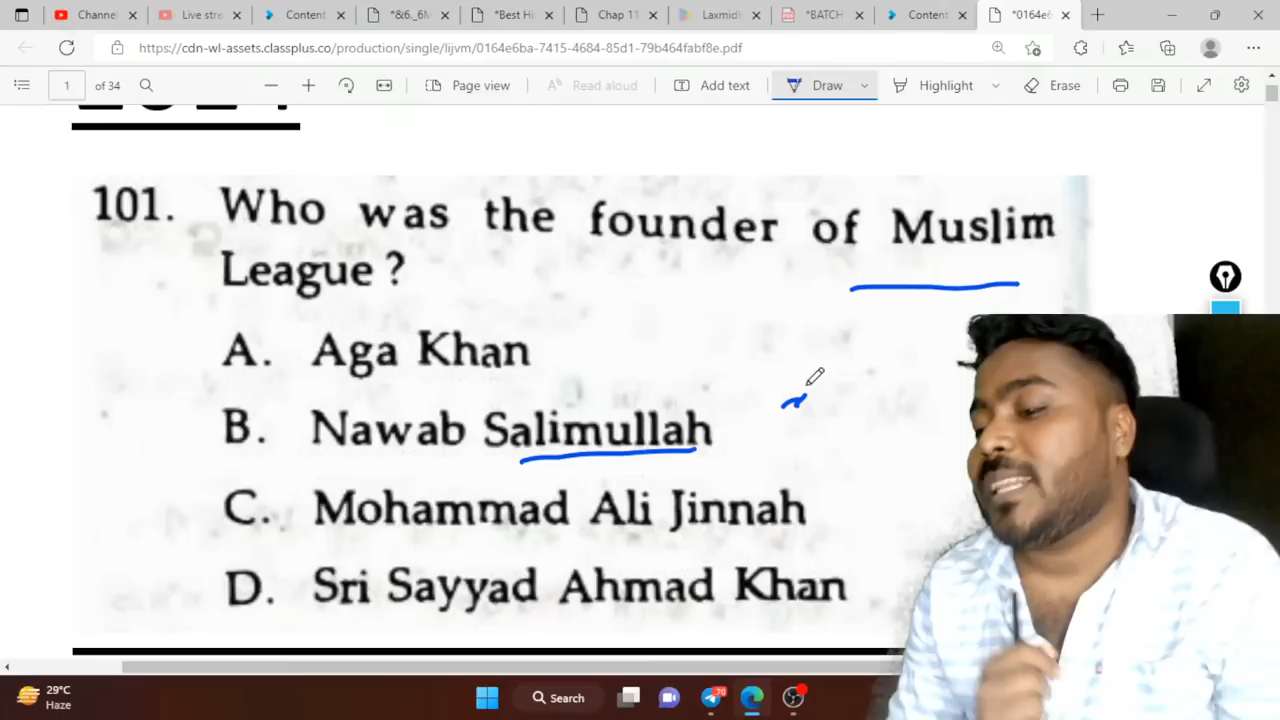 Channel
Live stre
Content
*&6._6M
*Best Hi
Chap 11
Laxmidh
*BATCH
Content
*0164e6
https://cdn-wl-assets.classplus.co/production/single/lijvm/0164e6ba-7415-4684-85d1-79b464fabf8e.pdf
1 of 34
Page view
Read aloud
Add text
Draw
Highlight
Erase
101. Who was the founder of Muslim
League ?
A. Aga Khan
B. Nawab Salimullah
C. Mohammad Ali Jinnah
D. Sri Sayyad Ahmad Khan
29°C
Haze
Search
70